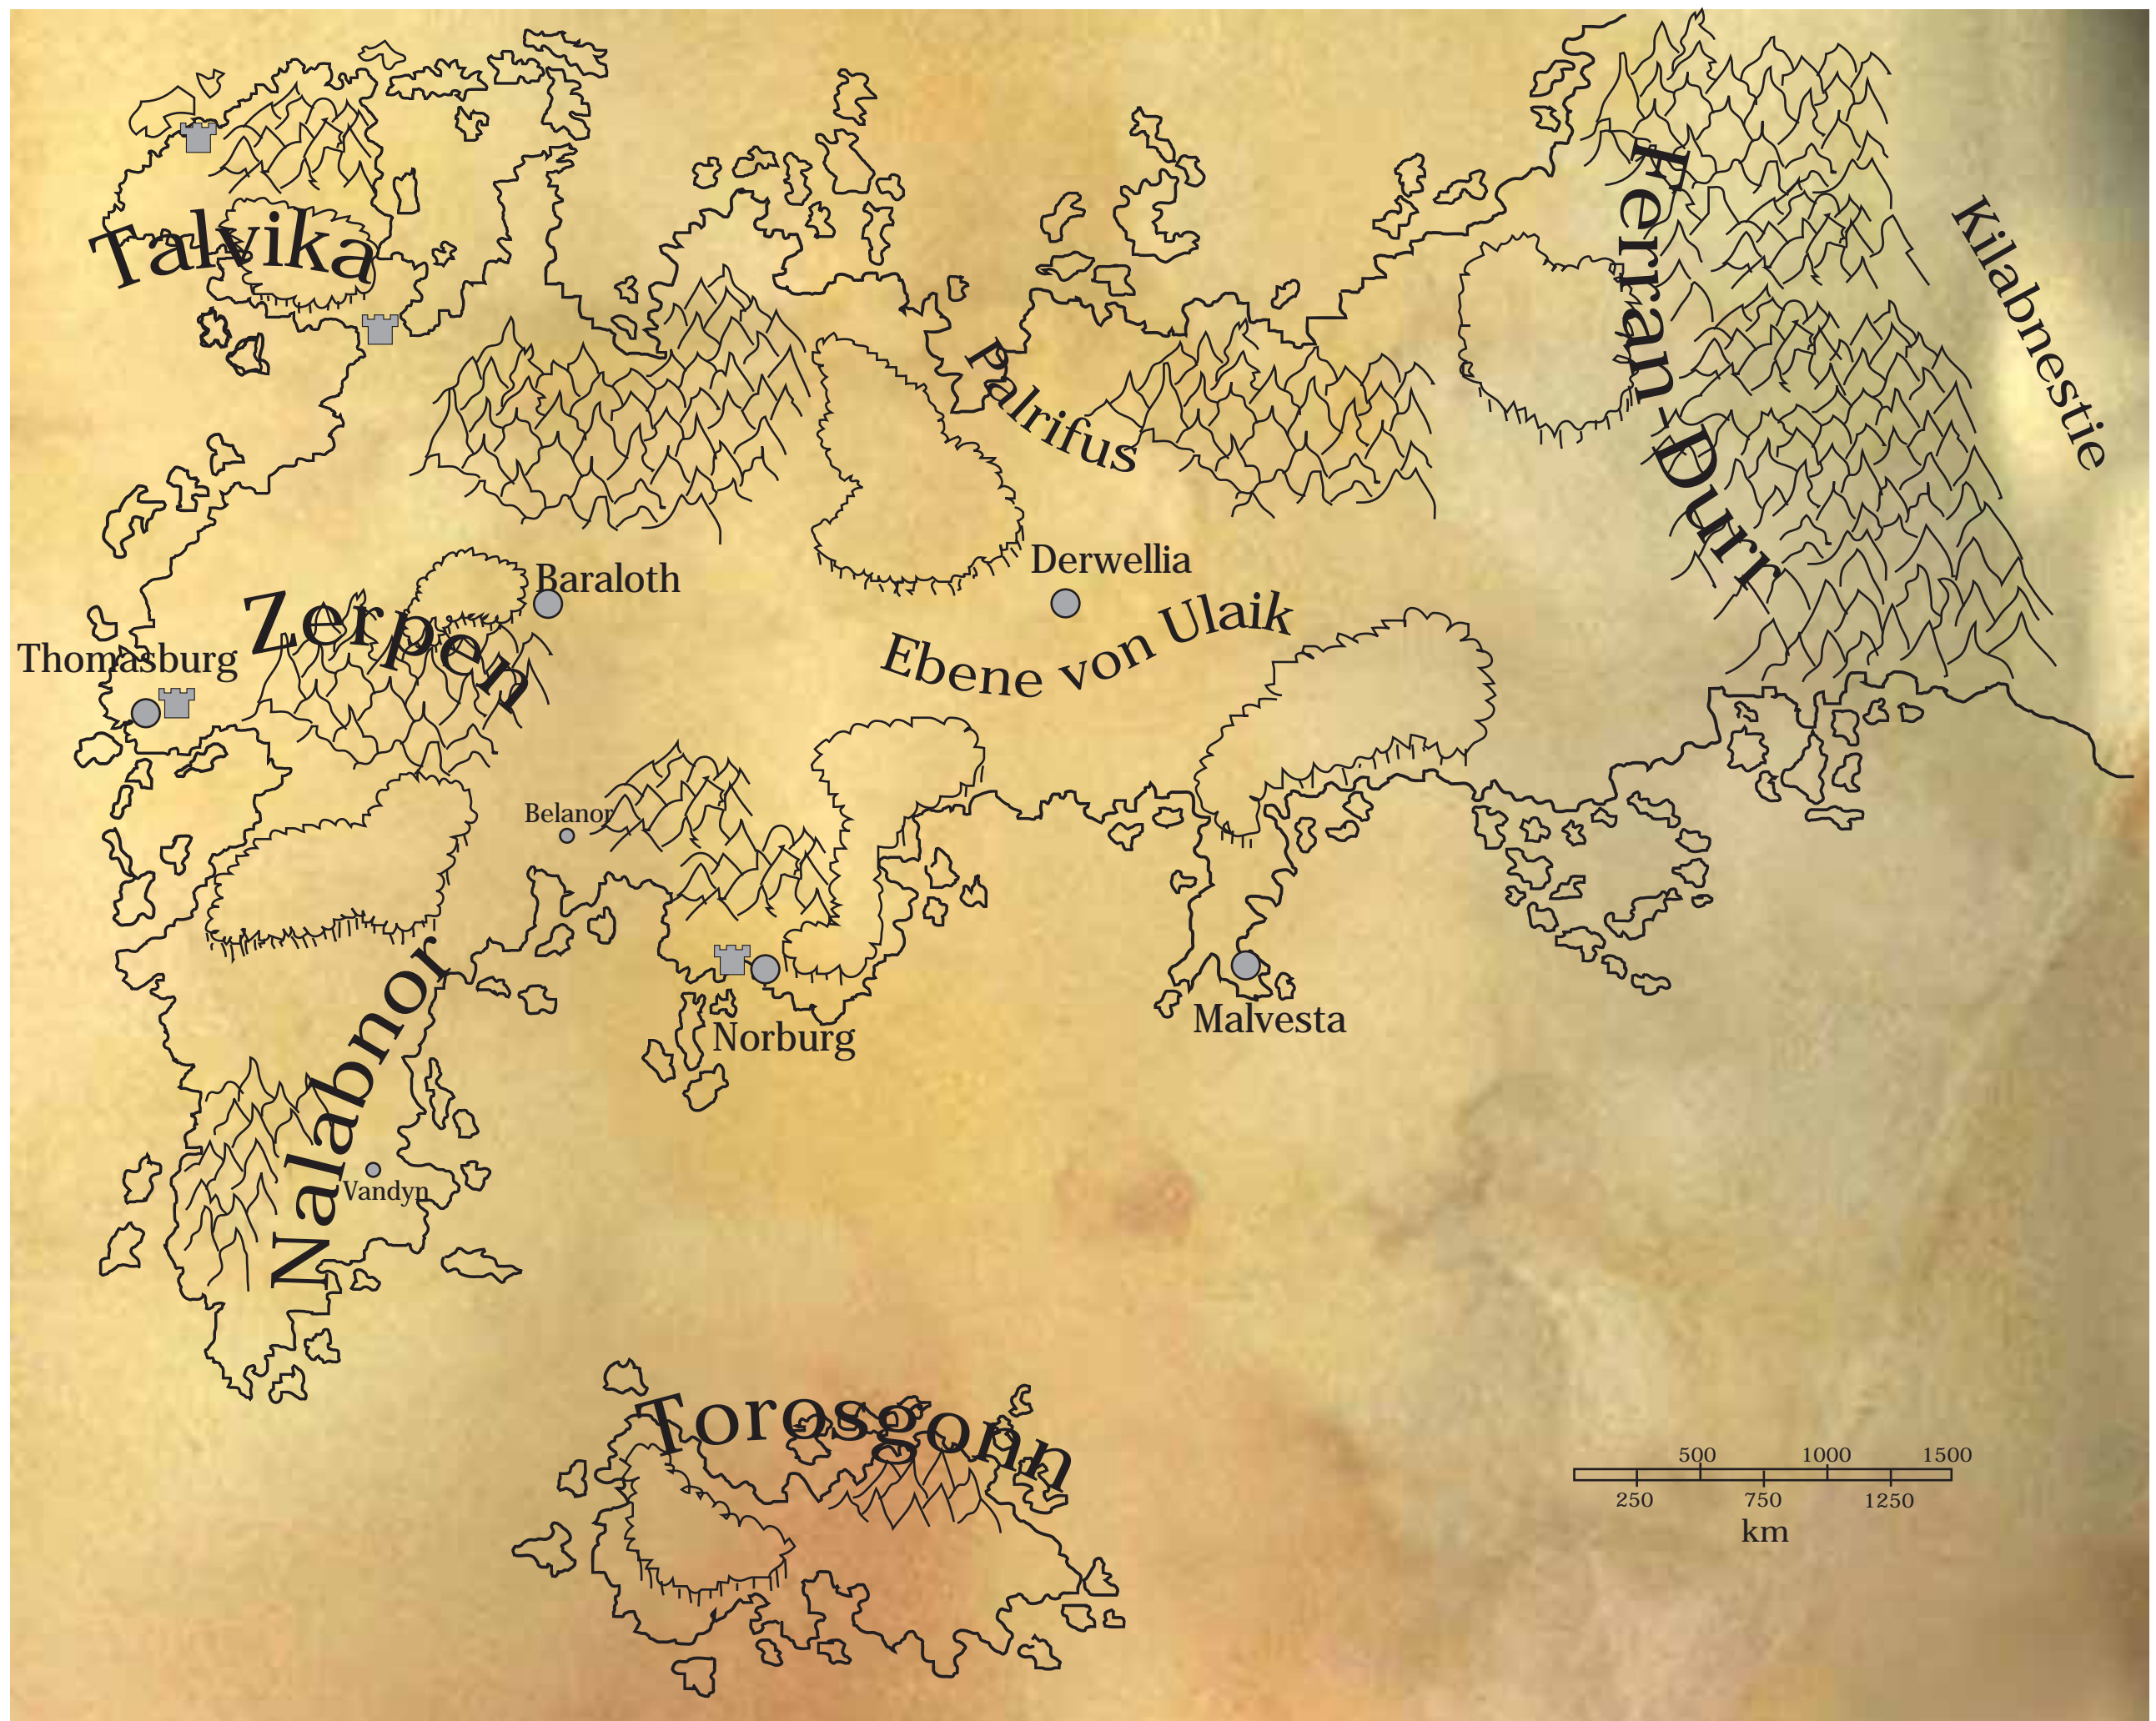 Talvika
Ferran-Durr
Kilabnestie
Palrifus
Baraloth
Derwellia
Zerpen
Ebene von Ulaik
Thomasburg
Belanor
Nalabnor
Norburg
Malvesta
Vandyn
Torosgonn
500 1000 1500
250 750 1250
km